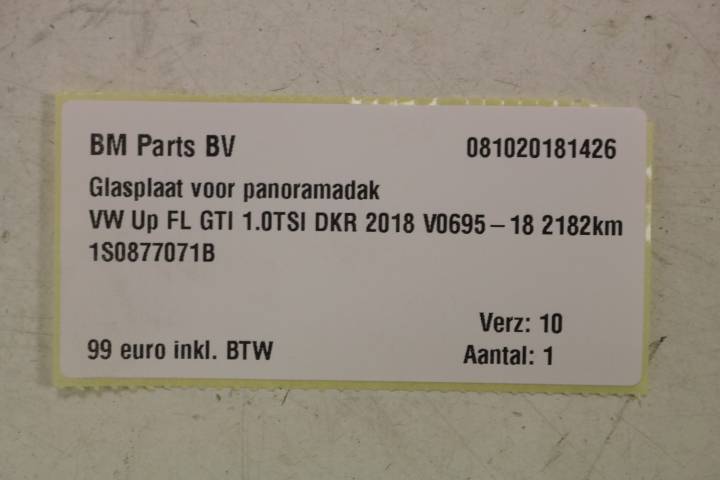 BM Parts BV 081020181426
Glasplaat voor panoramadak
VW Up FL GTI 1.0TSI DKR 2018 V0695-18 2182km
1S0877071B
Verz: 10
99 euro inkl. BTW Aantal: 1